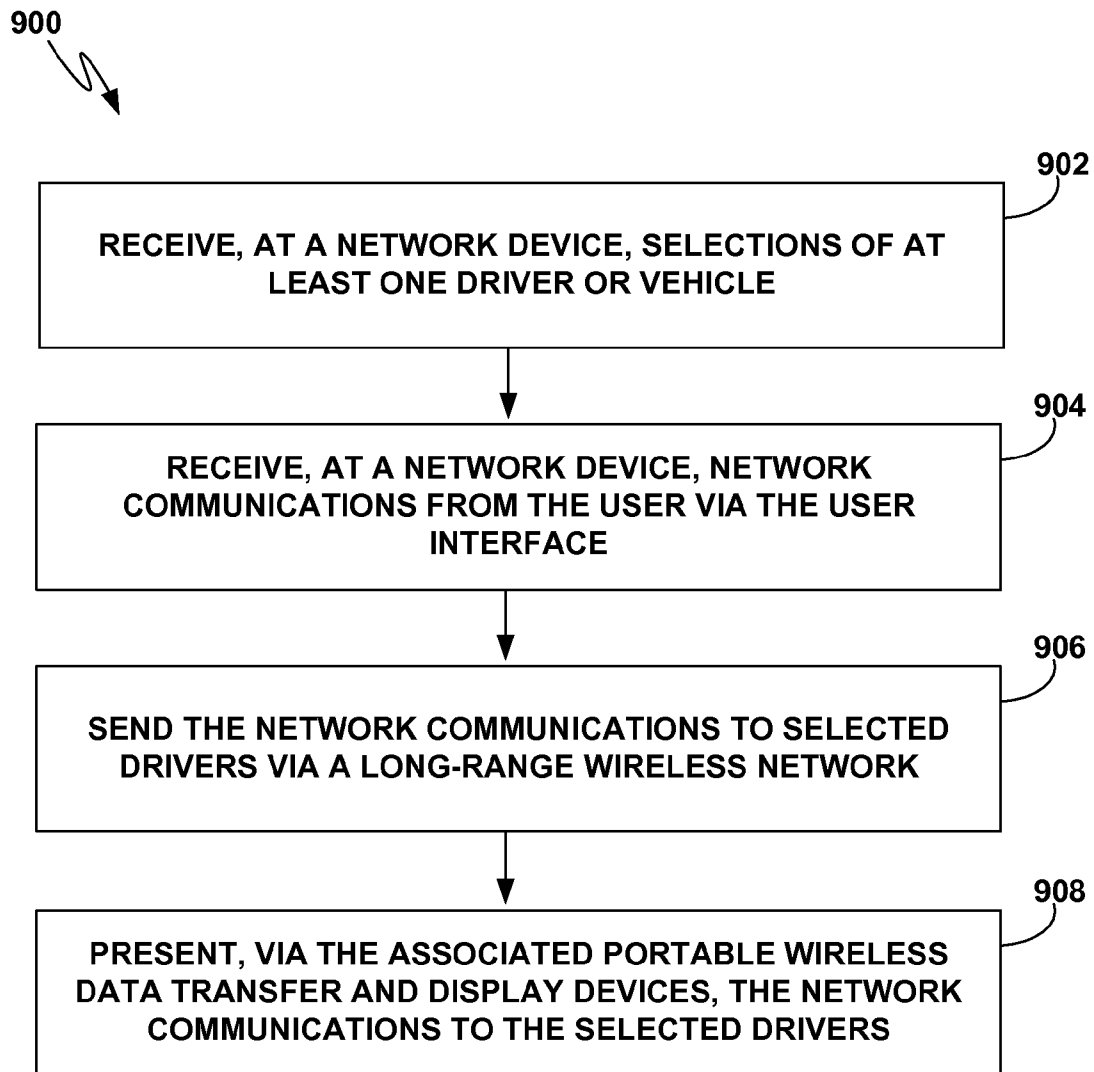 900
902
RECEIVE, AT A NETWORK DEVICE, SELECTIONS OF AT
LEAST ONE DRIVER OR VEHICLE
904
RECEIVE, AT A NETWORK DEVICE, NETWORK
COMMUNICATIONS FROM THE USER VIA THE USER
INTERFACE
906
SEND THE NETWORK COMMUNICATIONS TO SELECTED
DRIVERS VIA A LONG-RANGE WIRELESS NETWORK
908
PRESENT, VIA THE ASSOCIATED PORTABLE WIRELESS
DATA TRANSFER AND DISPLAY DEVICES, THE NETWORK
COMMUNICATIONS TO THE SELECTED DRIVERS